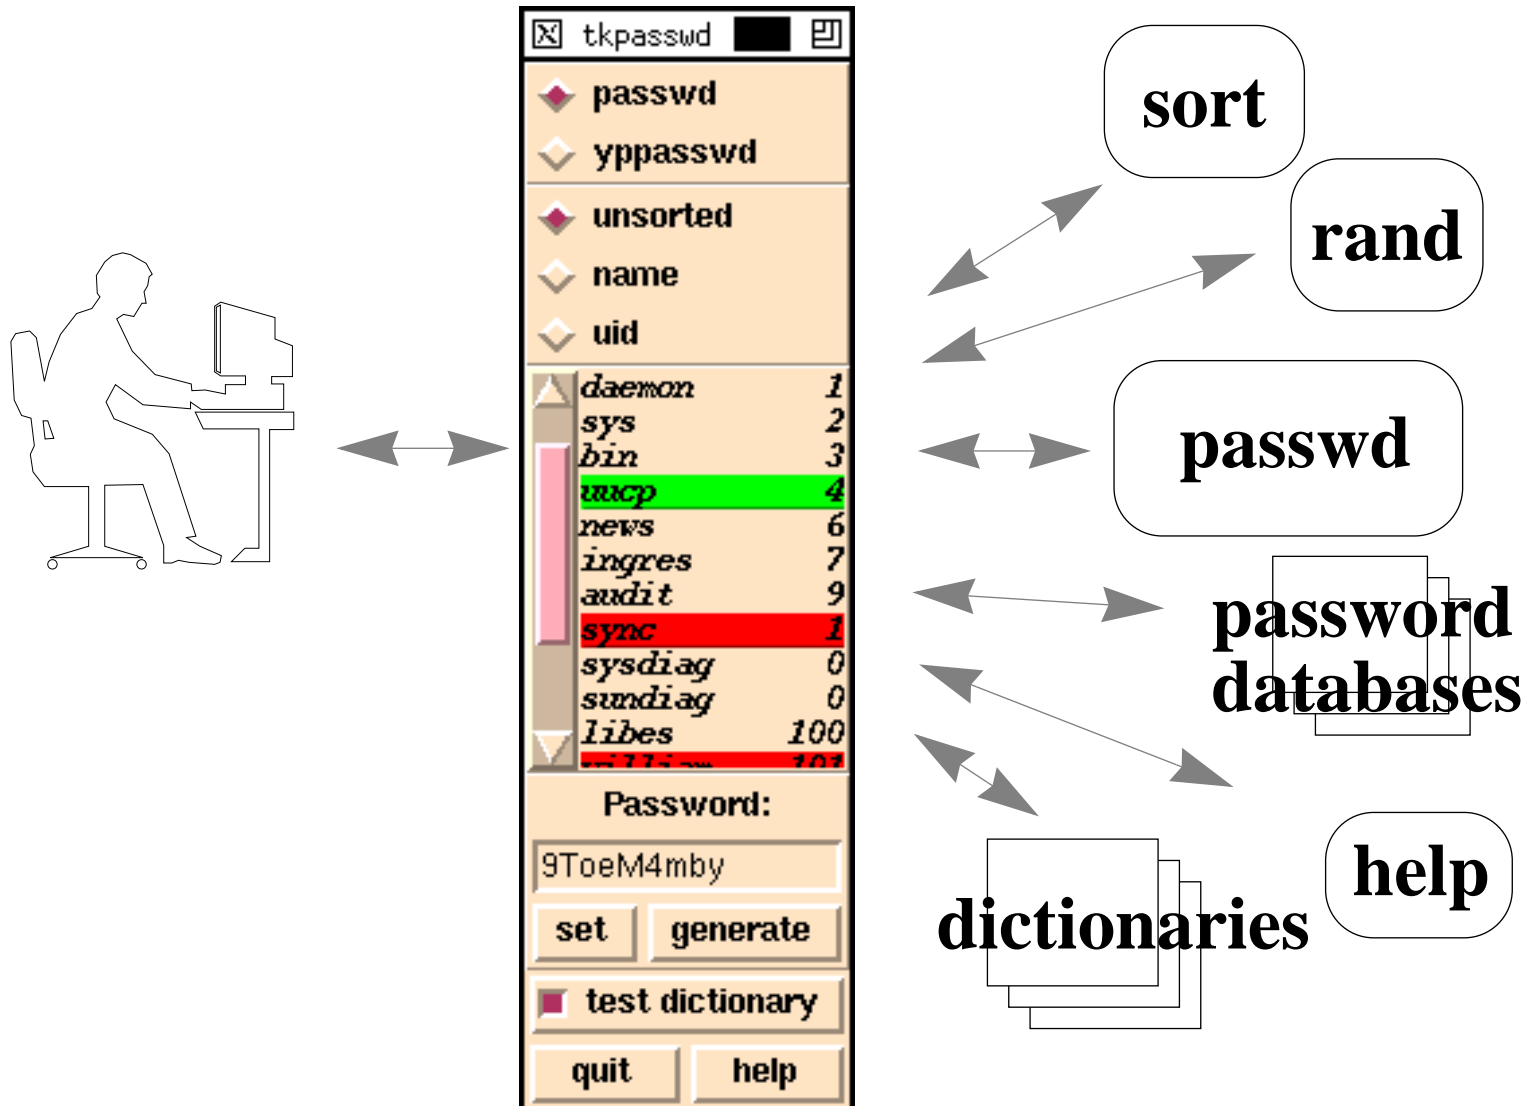 tkpasswd
passwd
yppasswd
unsorted
name
uid
daemon 1
sys 2
bin 3
uucp 4
news 6
ingres 7
audit 9
sync 1
sysdiag 0
sundiag 0
libes 100
william 101
Password:
9ToeM4mby
set generate
test dictionary
quit help
sort
rand
passwd
password
databases
help
dictionaries